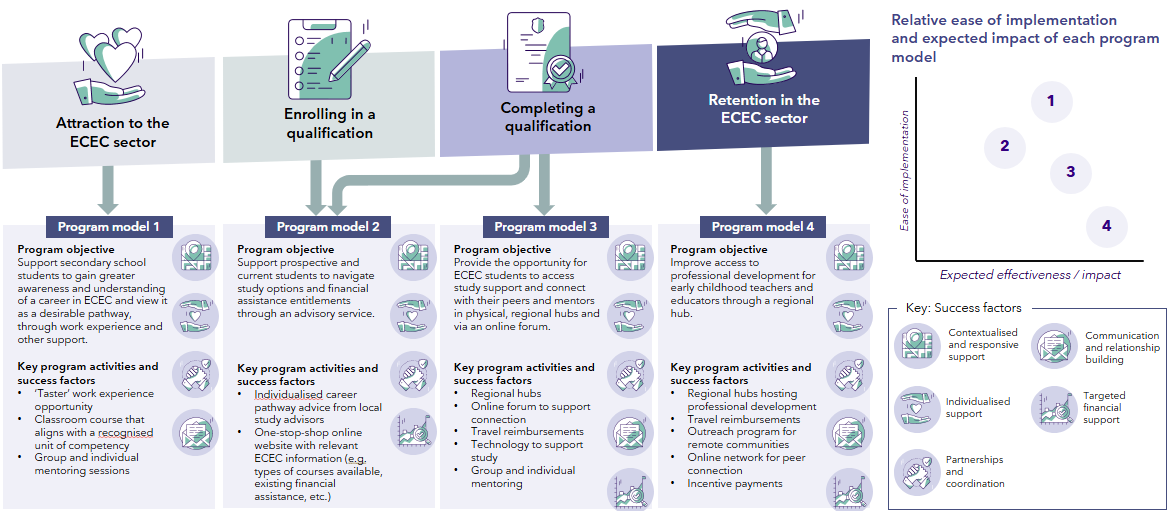 Attraction to the
ECEC sector
Enrolling in a
qualification
Completing a
qualification
Retention in the
ECEC sector
Program model 1
Program objective
Support secondary school
students to gain greater
awareness and understanding
of a career in ECEC and view it
as a desirable pathway,
through work experience and
other support.
Key program activities and
success factors
• 'Taster' work experience
opportunity
• Classroom course that
aligns with a recognised
unit of competency
• Group and individual
mentoring sessions
Program model 2
Program objective
Support prospective and
current students to navigate
study options and financial
assistance entitlements
through an advisory service.
Key program activities and
success factors
• Individualised career
pathway advice from local
study advisors
• One-stop-shop online
website with relevant
ECEC information (e.g.
types of courses available,
existing financial
assistance, etc.)
Program model 3
Program objective
Provide the opportunity for
ECEC students to access
study support and connect
with their peers and mentors
in physical, regional hubs and
via an online forum.
Key program activities and
success factors
• Regional hubs
• Online forum to support
connection
• Travel reimbursements
• Technology to support
study
• Group and individual
mentoring
Program model 4
Program objective
Improve access to
professional development for
early childhood teachers and
educators through a regional
hub.
Key program activities and
success factors
• Regional hubs hosting
professional development
• Travel reimbursements
• Outreach program for
remote communities
• Online network for peer
connection
• Incentive payments
Relative ease of implementation
and expected impact of each program
model
Ease of implementation
1
2
3
4
Expected effectiveness / impact
Key: Success factors
Contextualised
and responsive
support
Communication
and relationship
building
Individualised
support
Targeted
financial
support
Partnerships
and
coordination